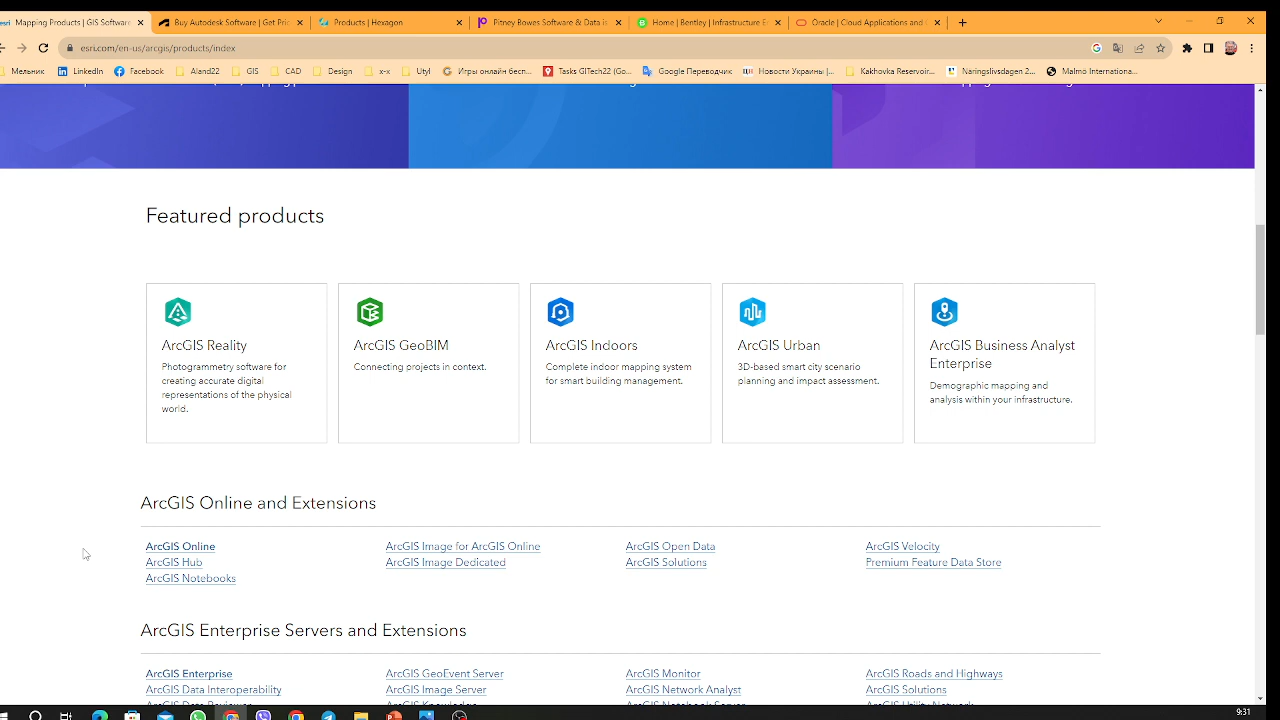 esri Mapping Products | GIS Software
Buy Autodesk Software | Get Pric
Products | Hexagon
Pitney Bowes Software & Data is
Home | Bentley | Infrastructure E
Oracle | Cloud Applications and
esri.com/en-us/arcgis/products/index
Мельник LinkedIn Facebook Aland22 GIS CAD Design x-x Utyl Игры онлайн бесп... Tasks GITech22 (Go... Google Переводчик Новости Украины |... Kakhovka Reservoir... Näringslivsdagen 2... Malmö Internationa...
Featured products
ArcGIS Reality
Photogrammetry software for
creating accurate digital
representations of the physical
world.
ArcGIS GeoBIM
Connecting projects in context.
ArcGIS Indoors
Complete indoor mapping system
for smart building management.
ArcGIS Urban
3D-based smart city scenario
planning and impact assessment.
ArcGIS Business Analyst
Enterprise
Demographic mapping and
analysis within your infrastructure.
ArcGIS Online and Extensions
ArcGIS Online
ArcGIS Hub
ArcGIS Notebooks
ArcGIS Image for ArcGIS Online
ArcGIS Image Dedicated
ArcGIS Open Data
ArcGIS Solutions
ArcGIS Velocity
Premium Feature Data Store
ArcGIS Enterprise Servers and Extensions
ArcGIS Enterprise
ArcGIS Data Interoperability
ArcGIS GeoEvent Server
ArcGIS Image Server
ArcGIS Monitor
ArcGIS Network Analyst
ArcGIS Roads and Highways
ArcGIS Solutions
9:31